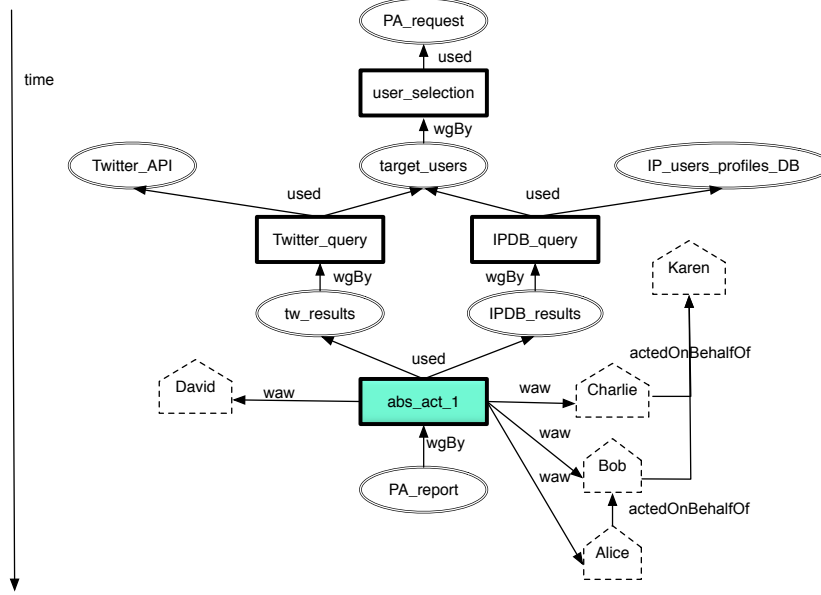 PA_request
used
time
user_selection
wgBy
Twitter_API
target_users
IP_users_profiles_DB
used
used
Twitter_query
IPDB_query
Karen
wgBy
wgBy
tw_results
IPDB_results
used
actedOnBehalfOf
David
waw
abs_act_1
waw
Charlie
wgBy
waw
Bob
waw
PA_report
actedOnBehalfOf
Alice